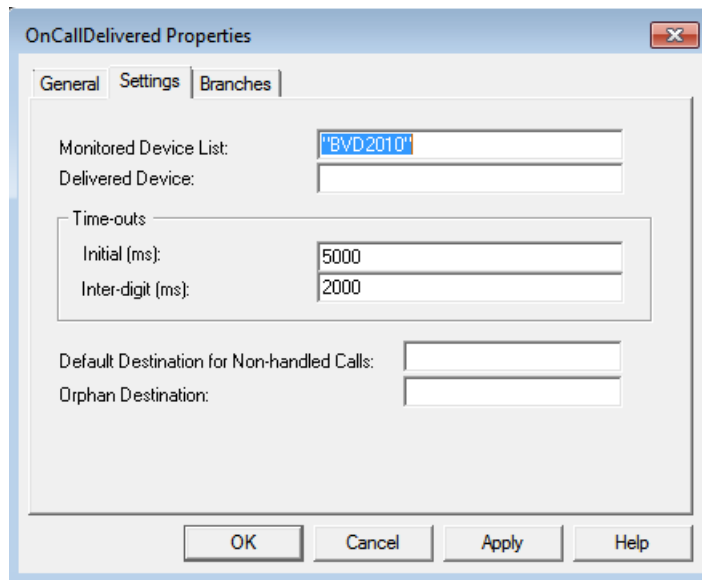 OnCallDelivered Properties
General Settings Branches
Monitored Device List: "BVD2010"
Delivered Device:
Time-outs
Initial (ms): 5000
Inter-digit (ms): 2000
Default Destination for Non-handled Calls:
Orphan Destination:
OK Cancel Apply Help